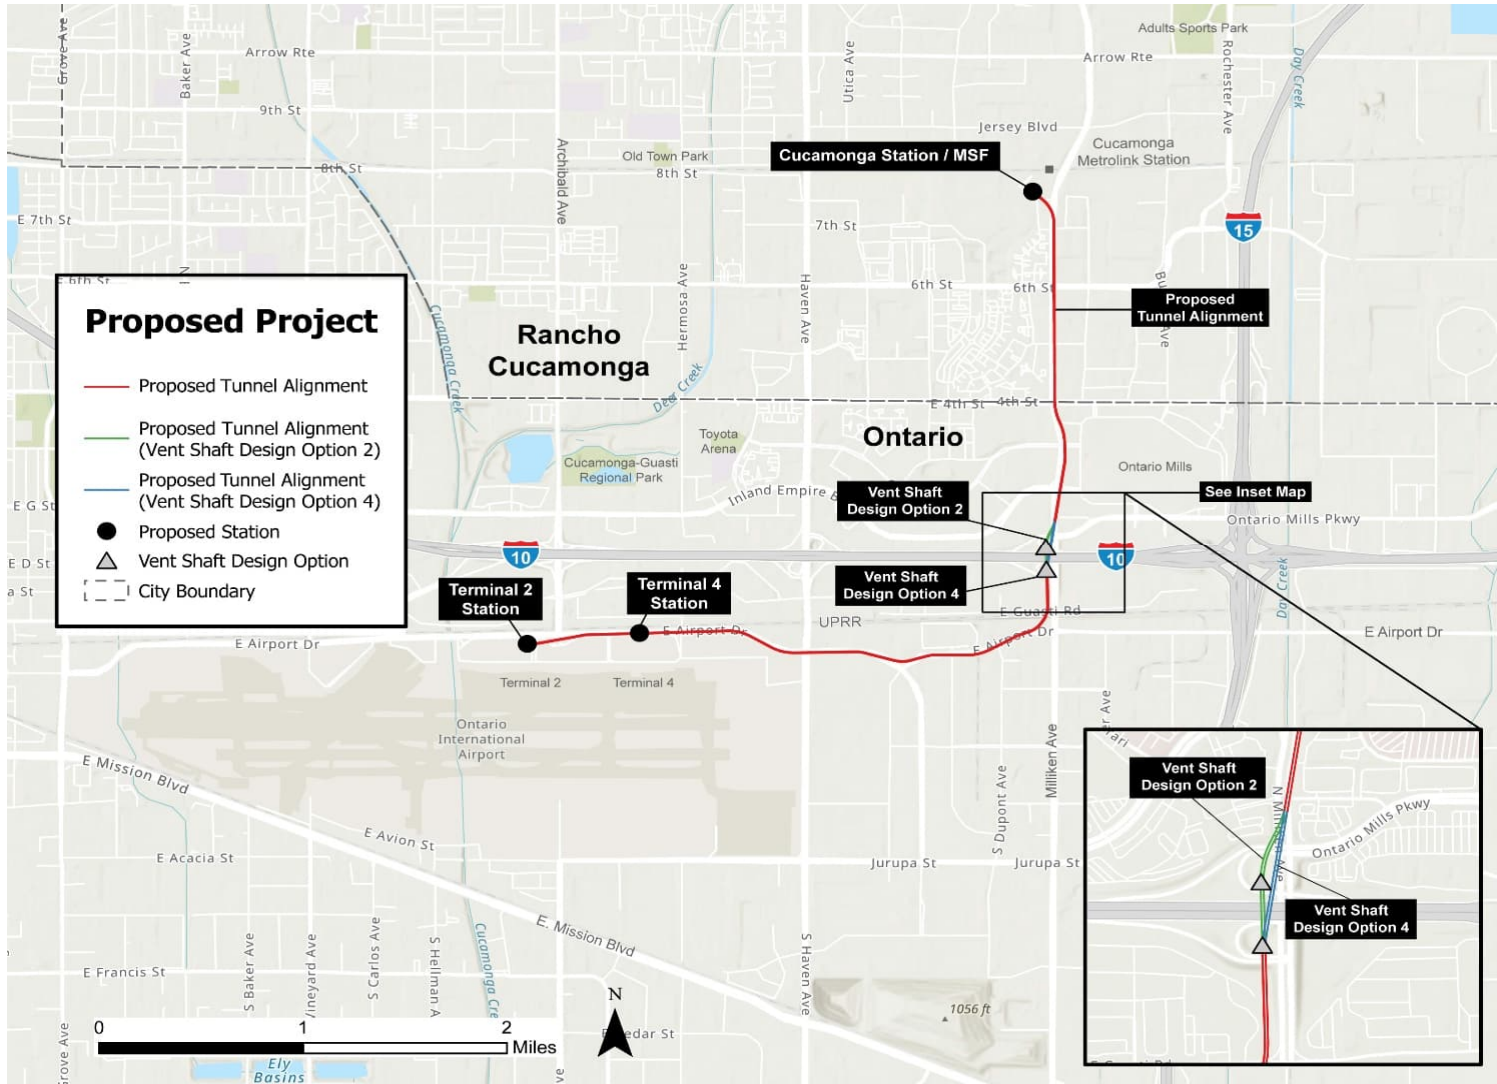 Grove Ave
Baker Ave
Arrow Rte
Utica Ave
Adults Sports Park
Arrow Rte
Rochester Ave
Day Creek
9th St
Jersey Blvd
Cucamonga
Metrolink Station
Cucamonga Station / MSF
Old Town Park
8th St
8th St
Archibald Ave
E 7th St
7th St
15
E 6th St
N
Hermosa Ave
Haven Ave
6th St
6th St
Proposed
Tunnel Alignment
Proposed Project
Proposed Tunnel Alignment
Proposed Tunnel Alignment
(Vent Shaft Design Option 2)
Proposed Tunnel Alignment
(Vent Shaft Design Option 4)
Proposed Station
Vent Shaft Design Option
City Boundary
Cucamonga Creek
Rancho
Cucamonga
Deer Creek
E 4th St
4th St
Toyota
Arena
Ontario
Cucamonga-Guasti
Regional Park
Ontario Mills
Inland Empire B
Vent Shaft
Design Option 2
See Inset Map
Ontario Mills Pkwy
E G St
E D St
a St
10
10
Vent Shaft
Design Option 4
Day Creek
Terminal 2
Station
Terminal 4
Station
E Guasti Rd
UPRR
E Airport Dr
E Airport Dr
E Airport Dr
E Airport Dr
Terminal 2
Terminal 4
Ontario
International
Airport
Milliken Ave
S Dupont Ave
E Mission Blvd
E Avion St
E Acacia St
Jurupa St
Jurupa St
E. Mission Blvd
Vent Shaft
Design Option 2
Ontario Mills Pkwy
Vent Shaft
Design Option 4
E Francis St
S Baker Ave
Vineyard Ave
S Carlos Ave
S Hellman A
Cucamonga Cre
S Haven Ave
1056 ft
N
0
1
2
Miles
Grove Ave
Ely
Basins